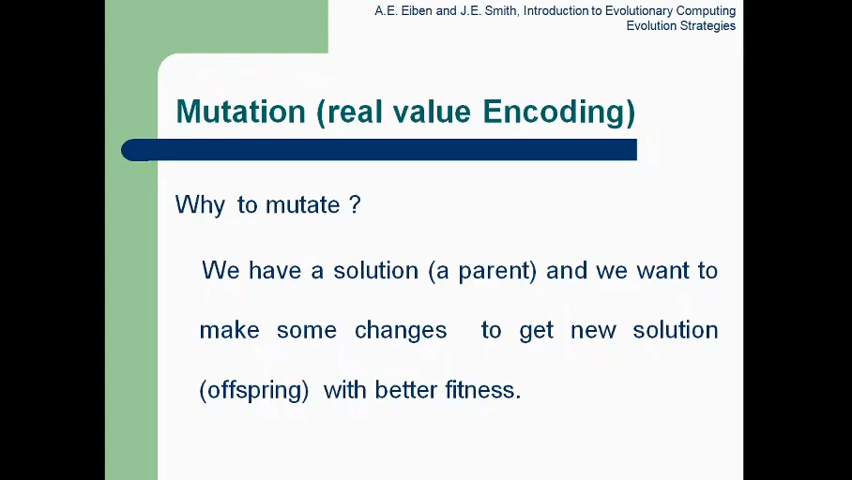 A.E. Eiben and J.E. Smith, Introduction to Evolutionary Computing
Evolution Strategies
Mutation (real value Encoding)
Why to mutate ?
We have a solution (a parent) and we want to
make some changes to get new solution
(offspring) with better fitness.